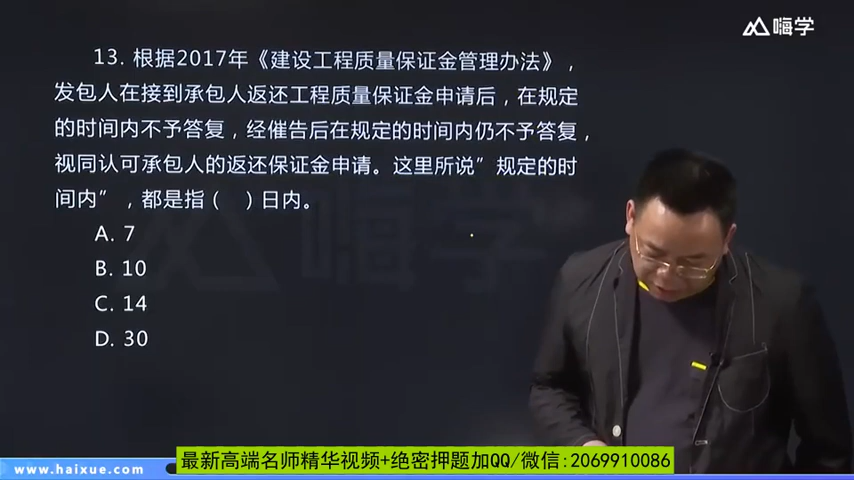 嗨学
13. 根据2017年《建设工程质量保证金管理办法》，
发包人在接到承包人返还工程质量保证金申请后，在规定
的时间内不予答复，经催告后在规定的时间内仍不予答复，
视同认可承包人的返还保证金申请。这里所说”规定的时
间内”，都是指（　）日内。
嗨学
A. 7
B. 10
C. 14
D. 30
www.haixue.com
最新高端名师精华视频+绝密押题加QQ/微信:2069910086